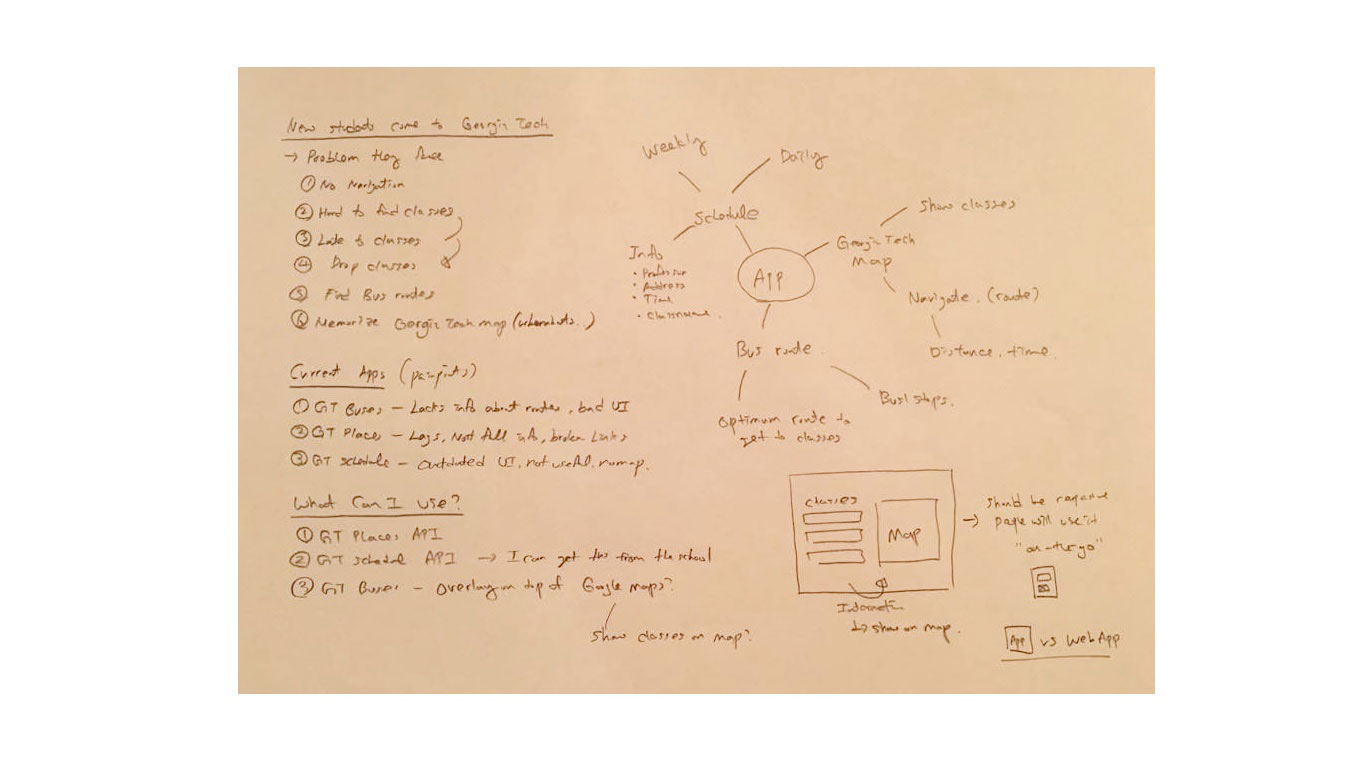 New students come to Georgia Tech
→ Problem they face
① No Navigation
② Hard to find classes
③ Late to classes
④ Drop classes
⑤ Find Bus routes
⑥ Memorize Georgia Tech map (whereabouts..)
Current Apps (painpoints)
① GT Buses – Lacks info about routes, bad UI
② GT Places – Lags, Not full info, broken links
③ GT schedule – outdated UI, not useful, no map.
What Can I use?
① GT Places API
② GT schedule API → I can get this from the school
③ GT Buses – overlay on top of Google maps?
Show classes on map?
Weekly
Daily
Schedule
Info
• Professor
• Address
• Time
• Classname
App
Georgia Tech
Map
Show classes
Navigate. (route)
Distance, time.
Bus route
Optimum route to
get to classes
Bus stops.
classes
Map
Interaction
↳ show on map.
→ should be responsive
people will use it
"on-the-go"
App vs WebApp